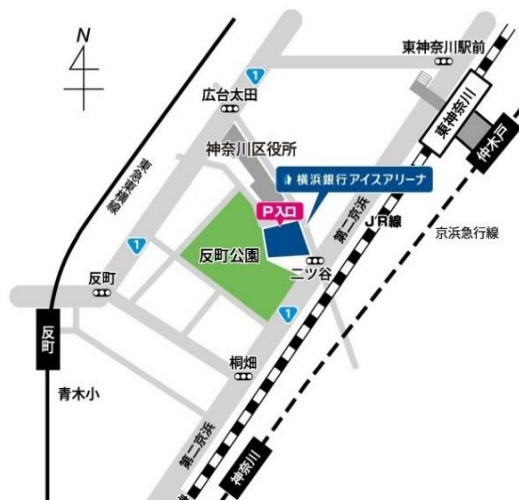 N
東神奈川駅前
1
広台太田
東神奈川
仲木戸
神奈川区役所
横浜銀行アイスアリーナ
東急東横線
P入口
第二京浜
JR線
京浜急行線
1
反町公園
二ツ谷
反町
1
反町
桐畑
青木小
第二京浜
神奈川